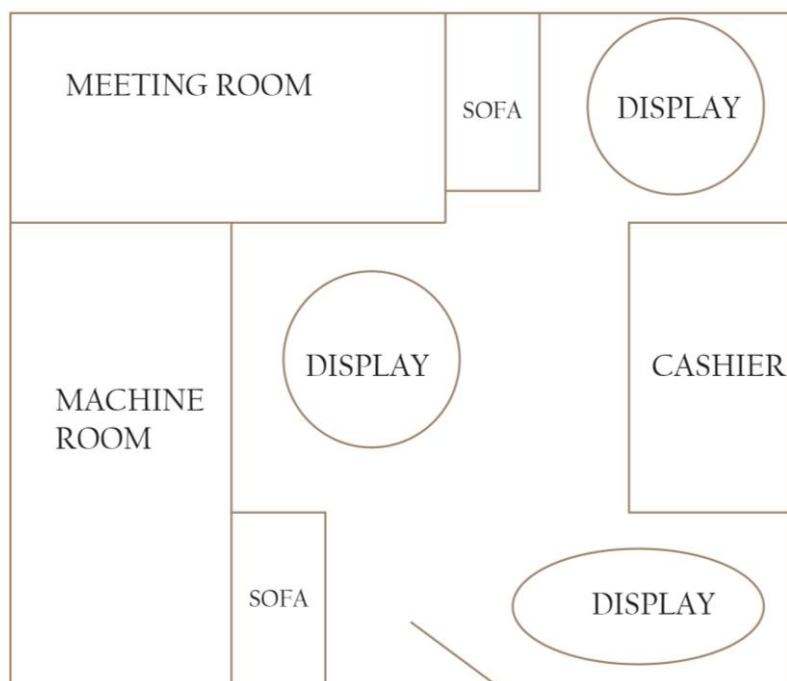 MEETING ROOM
SOFA
DISPLAY
DISPLAY
CASHIER
MACHINE
ROOM
SOFA
DISPLAY